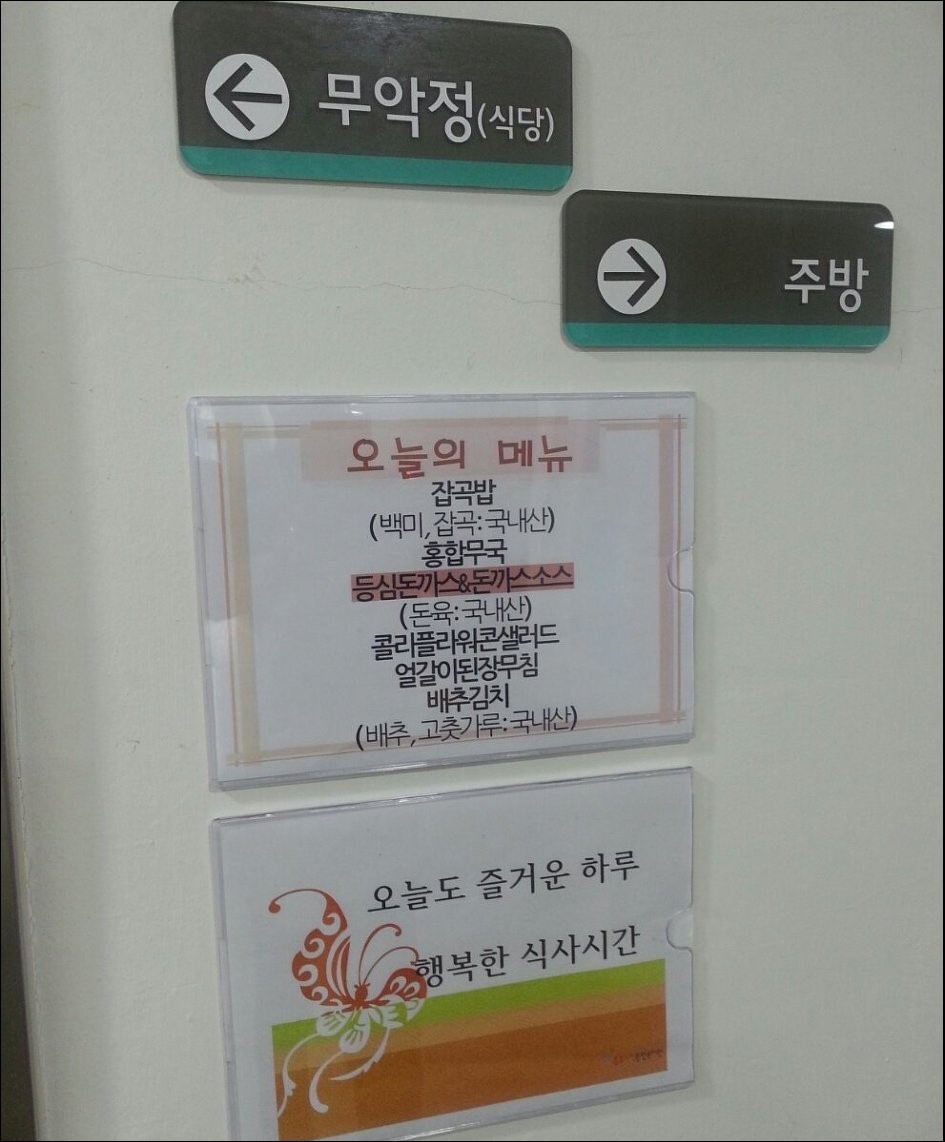 무악정(식당)
주방
오늘의 메뉴
잡곡밥
(백미, 잡곡: 국내산)
홍합무국
등심돈까스&돈까스소스
(돈육: 국내산)
콜리플라워콘샐러드
얼갈이된장무침
배추김치
(배추, 고춧가루: 국내산)
오늘도 즐거운 하루
행복한 식사시간